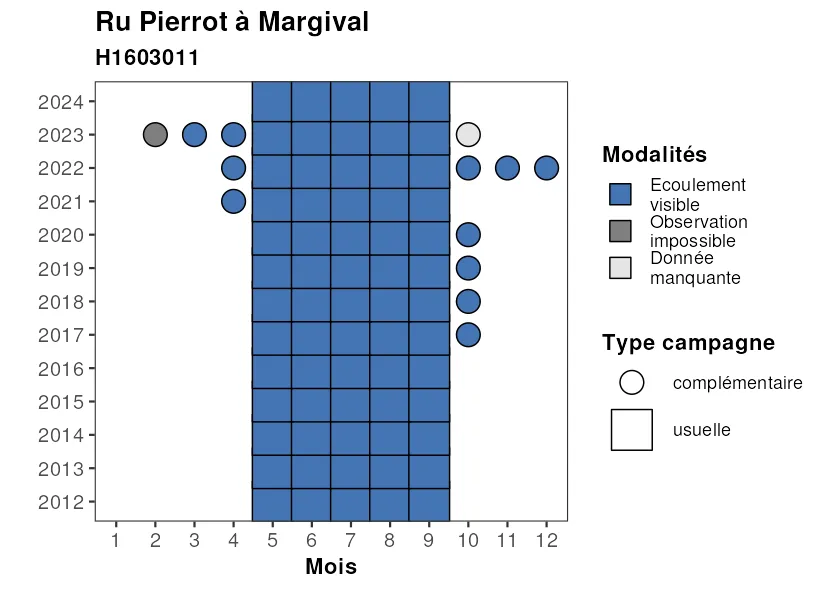 Ru Pierrot à Margival
H1603011
2024
2023
2022
2021
2020
2019
2018
2017
2016
2015
2014
2013
2012
1 2 3 4 5 6 7 8 9 10 11 12
Mois
Modalités
Ecoulement
visible
Observation
impossible
Donnée
manquante
Type campagne
complémentaire
usuelle